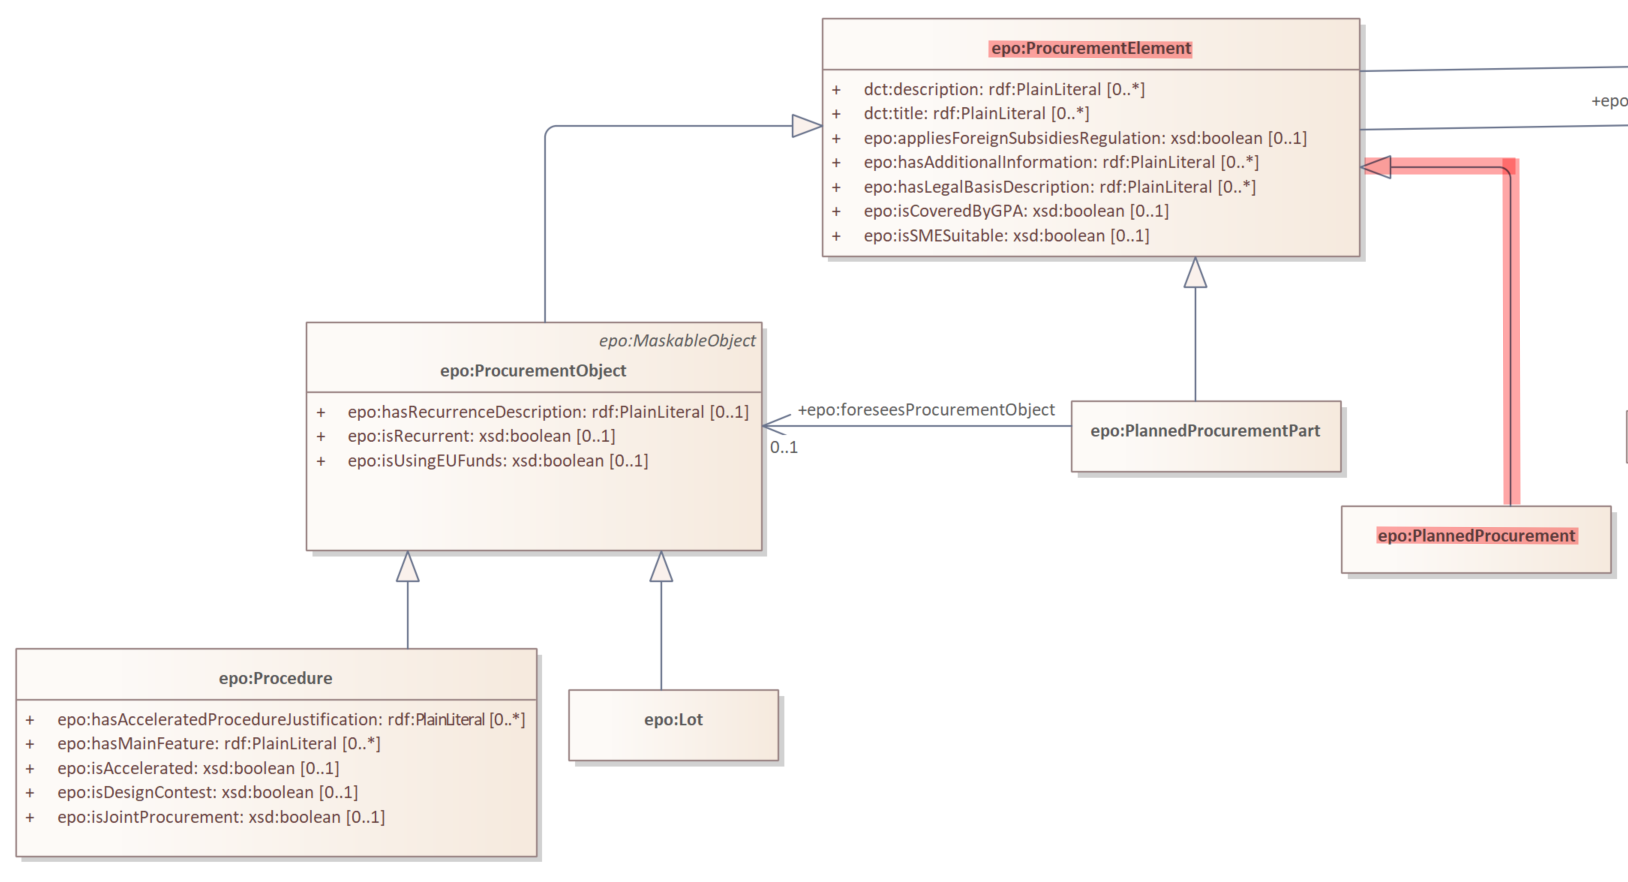 epo:ProcurementElement
+ dct:description: rdf:PlainLiteral [0..*]
+ dct:title: rdf:PlainLiteral [0..*]
+ epo:appliesForeignSubsidiesRegulation: xsd:boolean [0..1]
+ epo:hasAdditionalInformation: rdf:PlainLiteral [0..*]
+ epo:hasLegalBasisDescription: rdf:PlainLiteral [0..*]
+ epo:isCoveredByGPA: xsd:boolean [0..1]
+ epo:isSMESuitable: xsd:boolean [0..1]
+epo
epo:MaskableObject
epo:ProcurementObject
+ epo:hasRecurrenceDescription: rdf:PlainLiteral [0..1]
+ epo:isRecurrent: xsd:boolean [0..1]
+ epo:isUsingEUFunds: xsd:boolean [0..1]
+epo:foreseesProcurementObject
0..1
epo:PlannedProcurementPart
epo:PlannedProcurement
epo:Procedure
+ epo:hasAcceleratedProcedureJustification: rdf:PlainLiteral [0..*]
+ epo:hasMainFeature: rdf:PlainLiteral [0..*]
+ epo:isAccelerated: xsd:boolean [0..1]
+ epo:isDesignContest: xsd:boolean [0..1]
+ epo:isJointProcurement: xsd:boolean [0..1]
epo:Lot